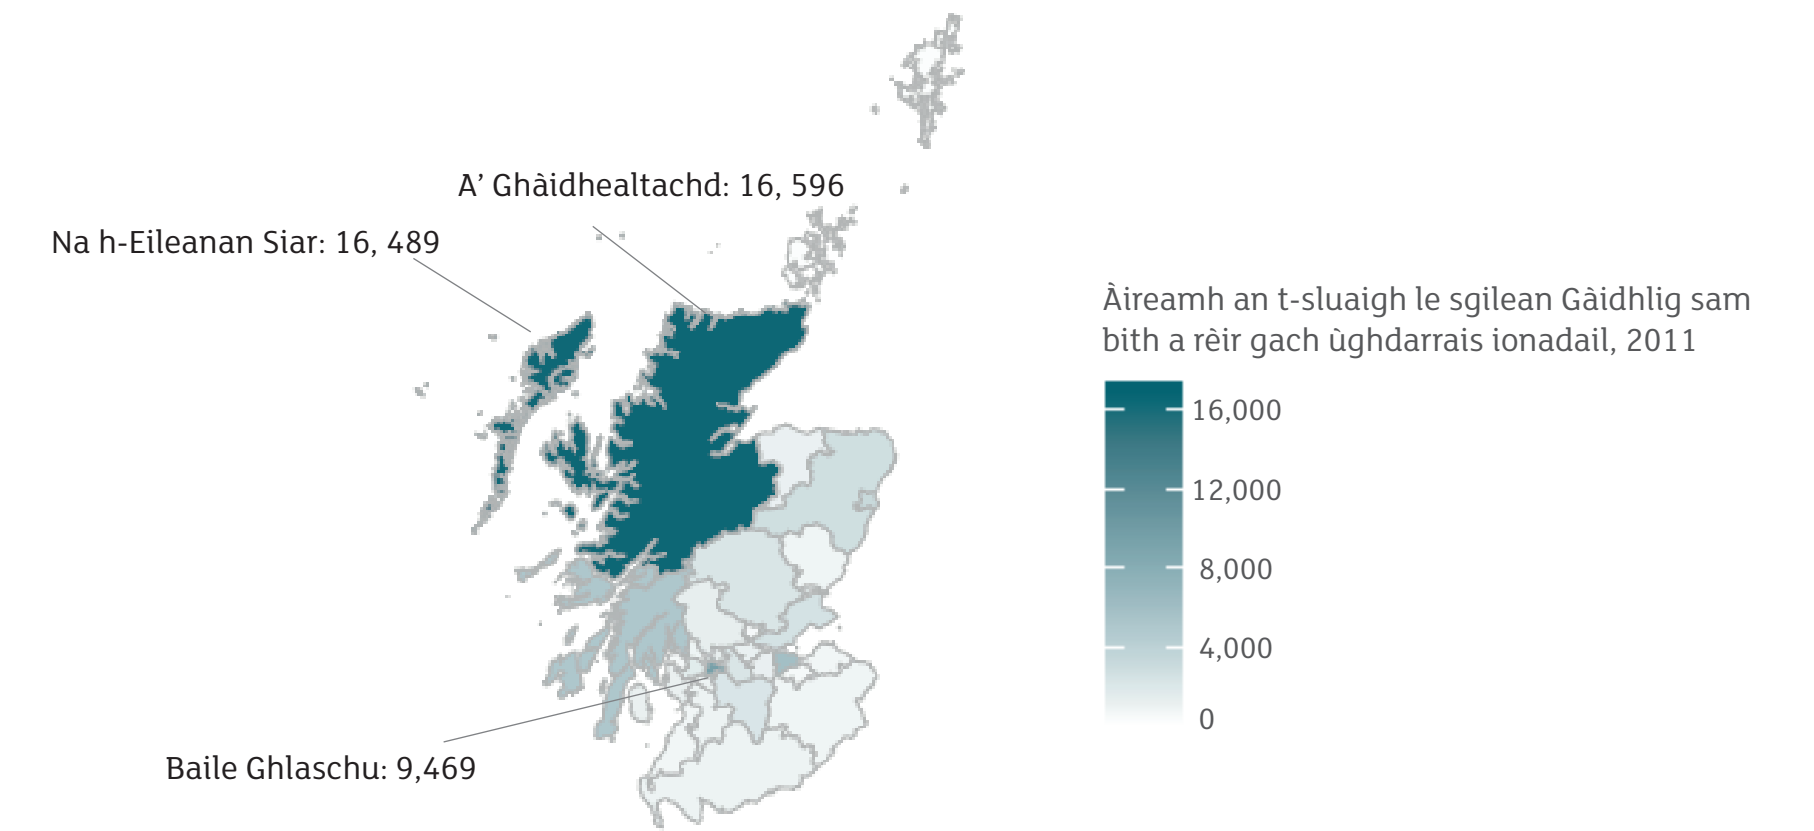 A’ Ghàidhealtachd: 16, 596
Na h-Eileanan Siar: 16, 489
Àireamh an t-sluaigh le sgilean Gàidhlig sam
bith a rèir gach ùghdarrais ionadail, 2011
16,000
12,000
8,000
4,000
0
Baile Ghlaschu: 9,469